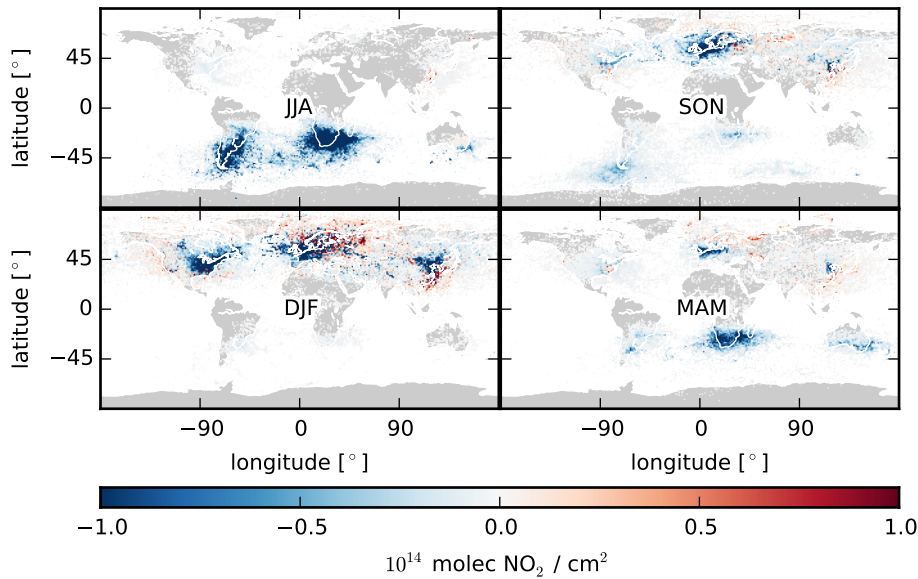 latitude [°]
45
0
−45
JJA
SON
latitude [°]
45
0
−45
DJF
MAM
−90
0
90
−90
0
90
longitude [°]
longitude [°]
−1.0
−0.5
0.0
0.5
1.0
10¹⁴ molec NO₂ / cm²